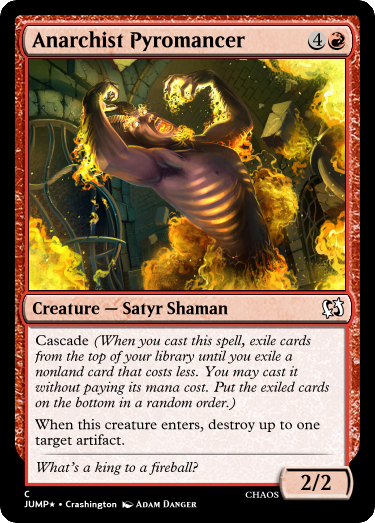 Anarchist Pyromancer 4
Creature — Satyr Shaman
Cascade (When you cast this spell, exile cards
from the top of your library until you exile a
nonland card that costs less. You may cast it
without paying its mana cost. Put the exiled cards
on the bottom in a random order.)
When this creature enters, destroy up to one
target artifact.
What's a king to a fireball?
2/2
C
JUMP★ • Crashington ADAM DANGER
CHAOS